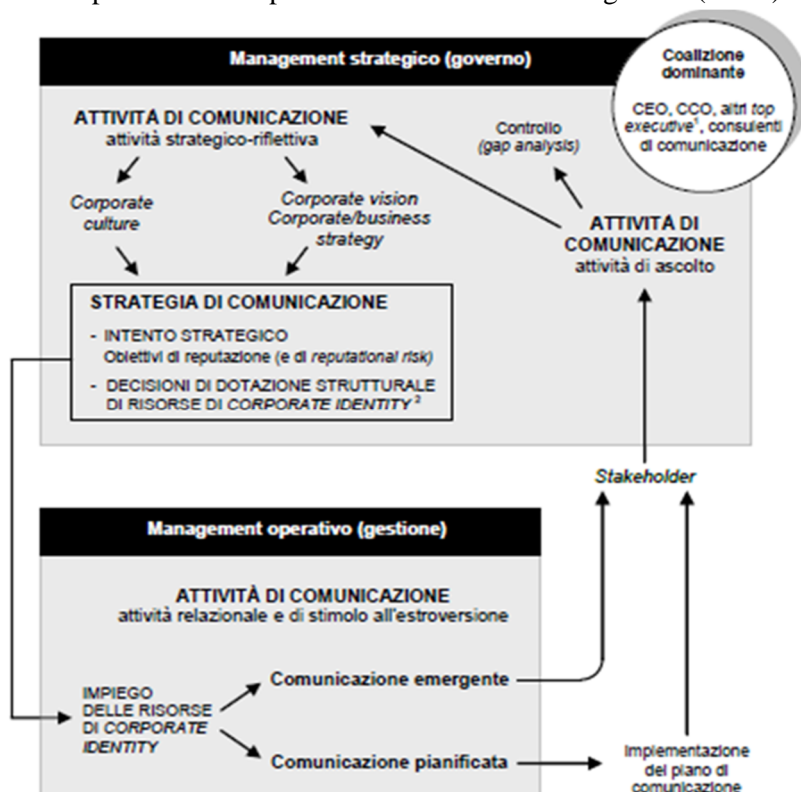 Management strategico (governo)
Coalizione
dominante
CEO, CCO, altri top
executive¹, consulenti
di comunicazione
ATTIVITÀ DI COMUNICAZIONE
attività strategico-riflettiva
Controllo
(gap analysis)
Corporate
culture
Corporate vision
Corporate/business
strategy
ATTIVITÀ DI
COMUNICAZIONE
attività di ascolto
STRATEGIA DI COMUNICAZIONE
- INTENTO STRATEGICO
Obiettivi di reputazione (e di reputational risk)
- DECISIONI DI DOTAZIONE STRUTTURALE
DI RISORSE DI CORPORATE IDENTITY ²
Stakeholder
Management operativo (gestione)
ATTIVITÀ DI COMUNICAZIONE
attività relazionale e di stimolo all'estroversione
Comunicazione emergente
IMPIEGO
DELLE RISORSE
DI CORPORATE
IDENTITY
Comunicazione pianificata
Implementazione
del piano di
comunicazione